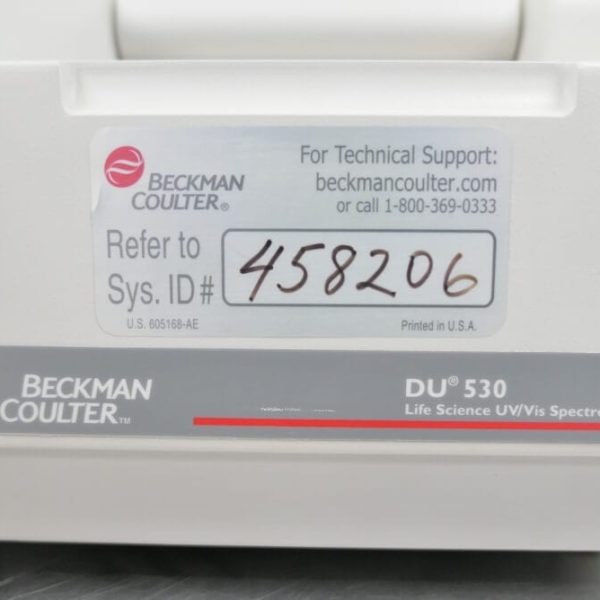 BECKMAN
COULTER®
For Technical Support:
beckmancoulter.com
or call 1-800-369-0333
Refer to
Sys. ID# 458206
U.S. 605168-AE
Printed in U.S.A.
BECKMAN
COULTER™
DU® 530
Life Science UV/Vis Spectro